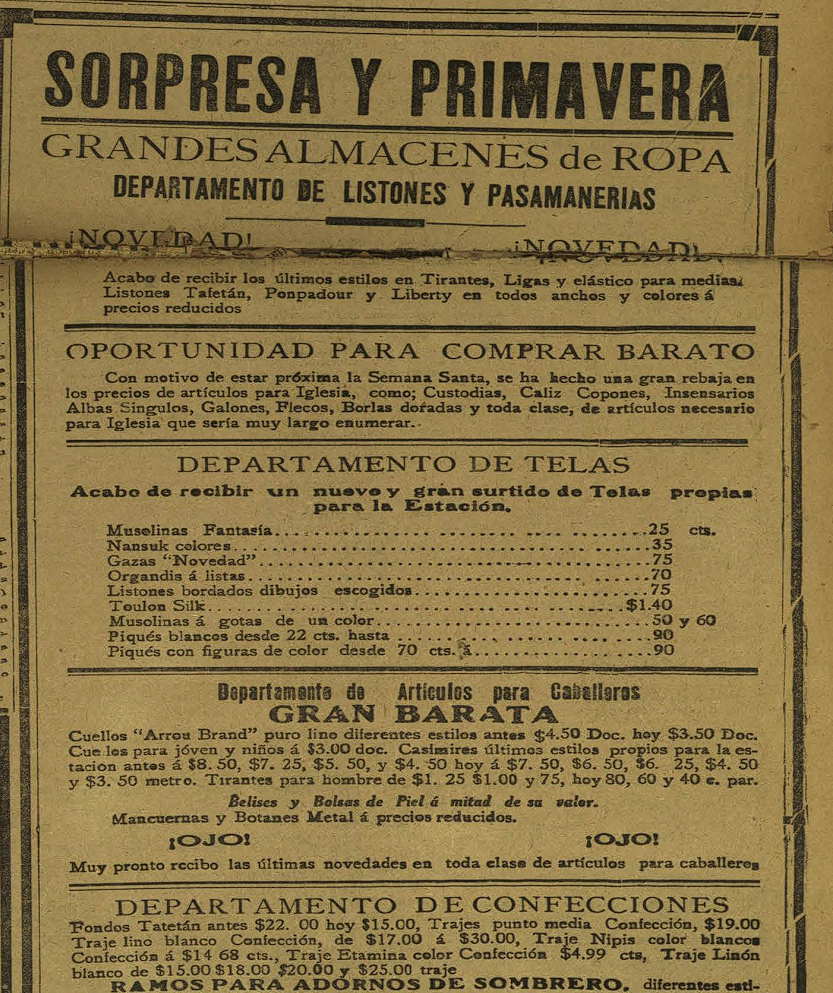 SORPRESA Y PRIMAVERA
GRANDES ALMACENES de ROPA
DEPARTAMENTO DE LISTONES Y PASAMANERIAS
¡NOVEDAD! ¡NOVEDAD!
Acabo de recibir los últimos estilos en Tirantes, Ligas y elástico para medias.
Listones Tafetán, Ponpadour y Liberty en todos anchos y colores á
precios reducidos
OPORTUNIDAD PARA COMPRAR BARATO
Con motivo de estar próxima la Semana Santa, se ha hecho una gran rebaja en
los precios de artículos para Iglesia, como; Custodias, Caliz Copones, Insensarios
Albas Singulos, Galones, Flecos, Borlas doradas y toda clase, de artículos necesario
para Iglesia que sería muy largo enumerar.
DEPARTAMENTO DE TELAS
Acabo de recibir un nuevo y gran surtido de Telas propias
para la Estación.
Muselinas Fantasía.......25 cts.
Nansuk colores.......35
Gazas "Novedad".......75
Organdis á listas.......70
Listones bordados dibujos escogidos.......75
Toulon Silk.......$1.40
Musolinas á gotas de un color.......50 y 60
Piqués blancos desde 22 cts. hasta.......90
Piqués con figuras de color desde 70 cts. á.......90
Departamento de Artículos para Caballeros
GRAN BARATA
Cuellos "Arrou Brand" puro lino diferentes estilos antes $4.50 Doc. hoy $3.50 Doc.
Cuellos para jóven y niños á $3.00 doc. Casimires últimos estilos propios para la es-
tacion antes á $8.50, $7. 25, $5. 50, y $4. 50 hoy á $7. 50, $6. 50, $6. 25, $4. 50
y $3. 50 metro. Tirantes para hombre de $1. 25 $1.00 y 75, hoy 80, 60 y 40 c. par.
Belises y Bolsas de Piel á mitad de su valor.
Mancuernas y Botanes Metal á precios reducidos.
¡OJO! ¡OJO!
Muy pronto recibo las últimas novedades en toda clase de artículos para caballeros
DEPARTAMENTO DE CONFECCIONES
Fondos Tatetán antes $22. 00 hoy $15.00, Trajes punto media Confección, $19.00
Traje lino blanco Confección, de $17.00 á $30.00, Traje Nipis color blancos
Confección á $14 68 cts., Traje Etamina color Confección $4.99 cts, Traje Linón
blanco de $15.00 $18.00 $20.00 y $25.00 traje
RAMOS PARA ADORNOS DE SOMBRERO, diferentes esti-